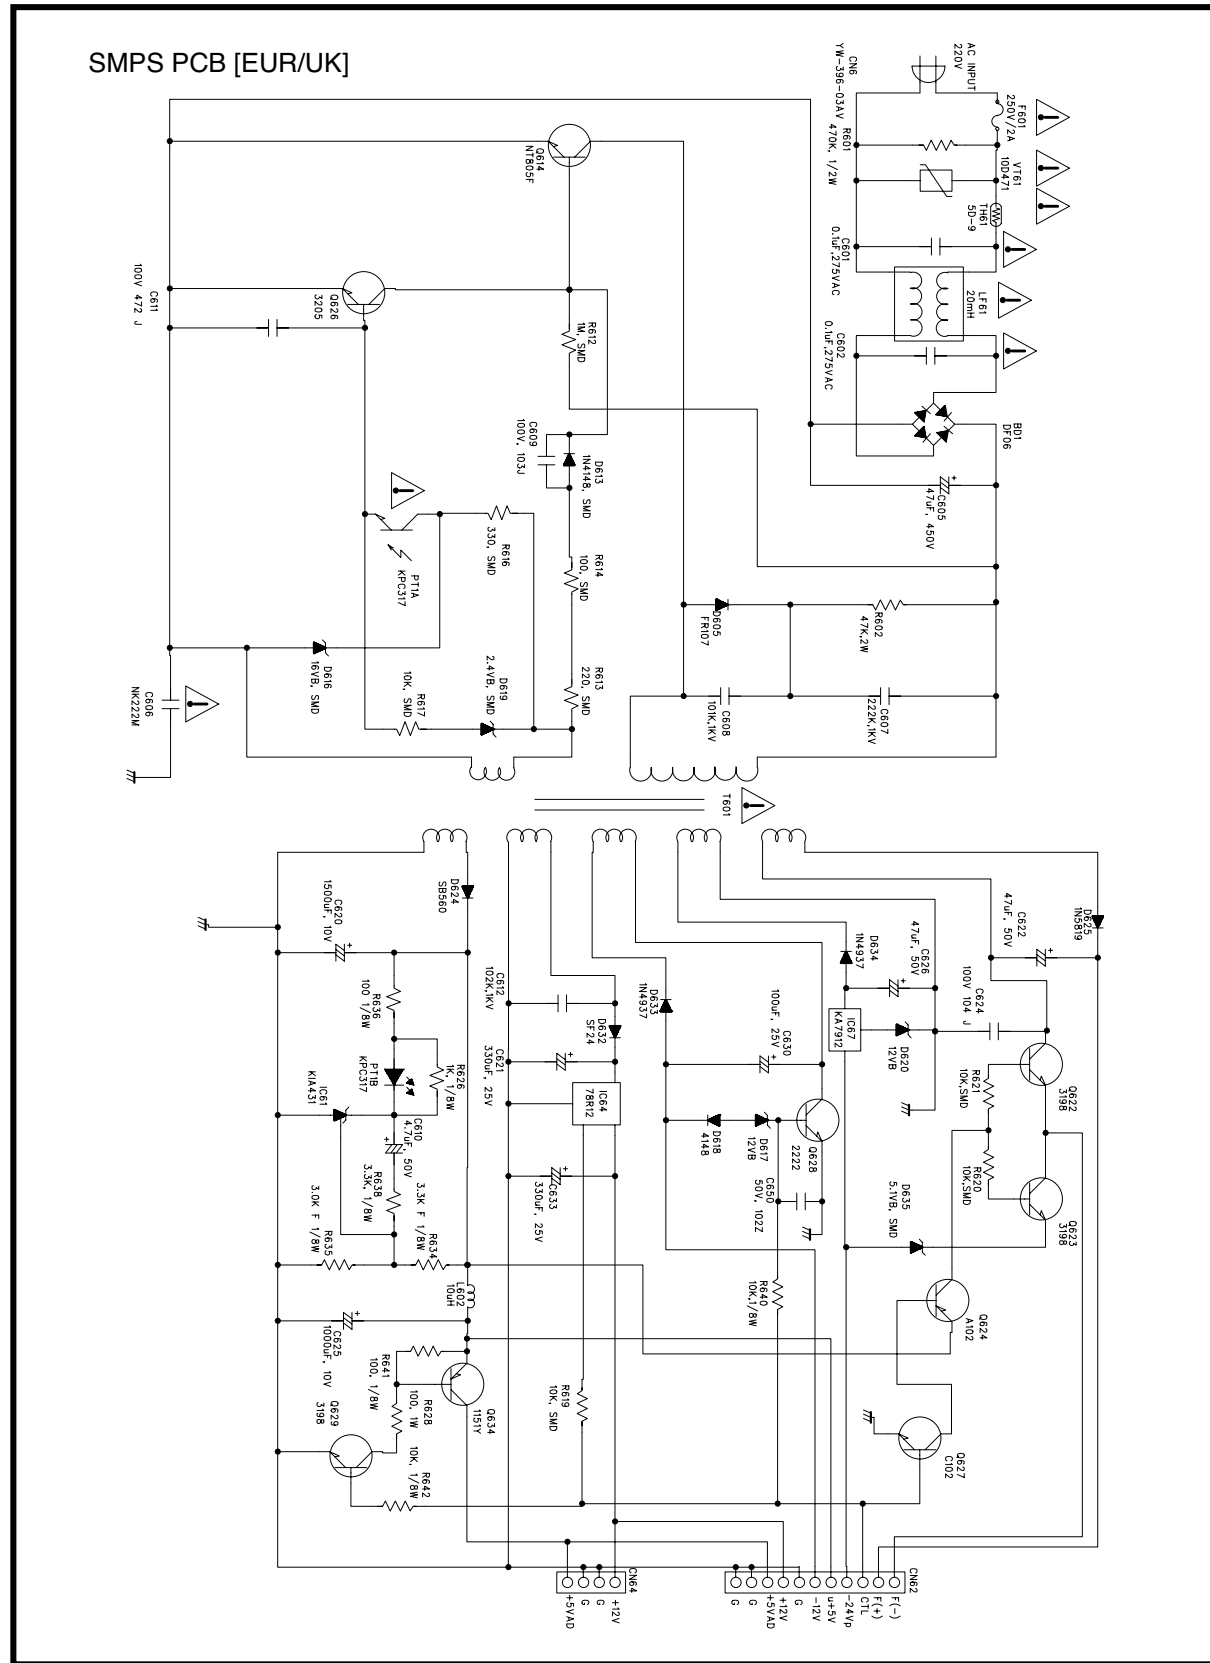 SMPS PCB [EUR/UK]
AC INPUT
220V
CN6
YW-396-03AV
F601
250V/2A
R601
470K, 1/2W
VT61
10D471
TH61
5D-9
C601
0.1uF,275VAC
LF61
20mH
C602
0.1uF,275VAC
BD1
DF06
C605
47uF, 450V
+
Q614
NT805F
Q626
3205
C611
100V 472 J
R612
1M, SMD
C609
100V, 103J
D613
1N4148, SMD
R614
100, SMD
R613
220, SMD
R616
330, SMD
PT1A
KPC317
D616
16VB, SMD
D619
2.4VB, SMD
R617
10K, SMD
C606
NK222M
D605
FR107
R602
47K,2W
C608
101K,1KV
C607
222K,1KV
T601
D624
SB560
C620
1500uF, 10V
+
R636
100 1/8W
PT1B
KPC317
R626
1K, 1/8W
IC61
KIA431
C610
4.7uF, 50V
+
R638
3.3K, 1/8W
R635
3.0K F 1/8W
R634
3.3K F 1/8W
L602
10uH
C625
1000uF, 10V
+
R641
100, 1/8W
R628
100, 1W
Q629
3198
R642
10K, 1/8W
Q634
1151Y
C612
102K,1KV
D632
SF24
C621
330uF, 25V
+
IC64
78R12
C633
330uF, 25V
+
R619
10K, SMD
D633
1N4937
C630
100uF, 25V
+
D618
4148
D617
12VB
Q628
2222
C650
50V, 102Z
R640
10K,1/8W
D634
1N4937
C626
47uF, 50V
+
IC67
KA7912
D620
12VB
C624
100V 104 J
C622
47uF, 50V
+
D625
1N5819
Q622
3198
R621
10K,SMD
R620
10K,SMD
Q623
3198
D635
5.1VB, SMD
Q624
A102
Q627
C102
CN64
+12V
G
G
+5VAD
CN62
F(-)
F(+)
CTL
-24Vp
u+5V
-12V
G
+12V
+5VAD
G
G